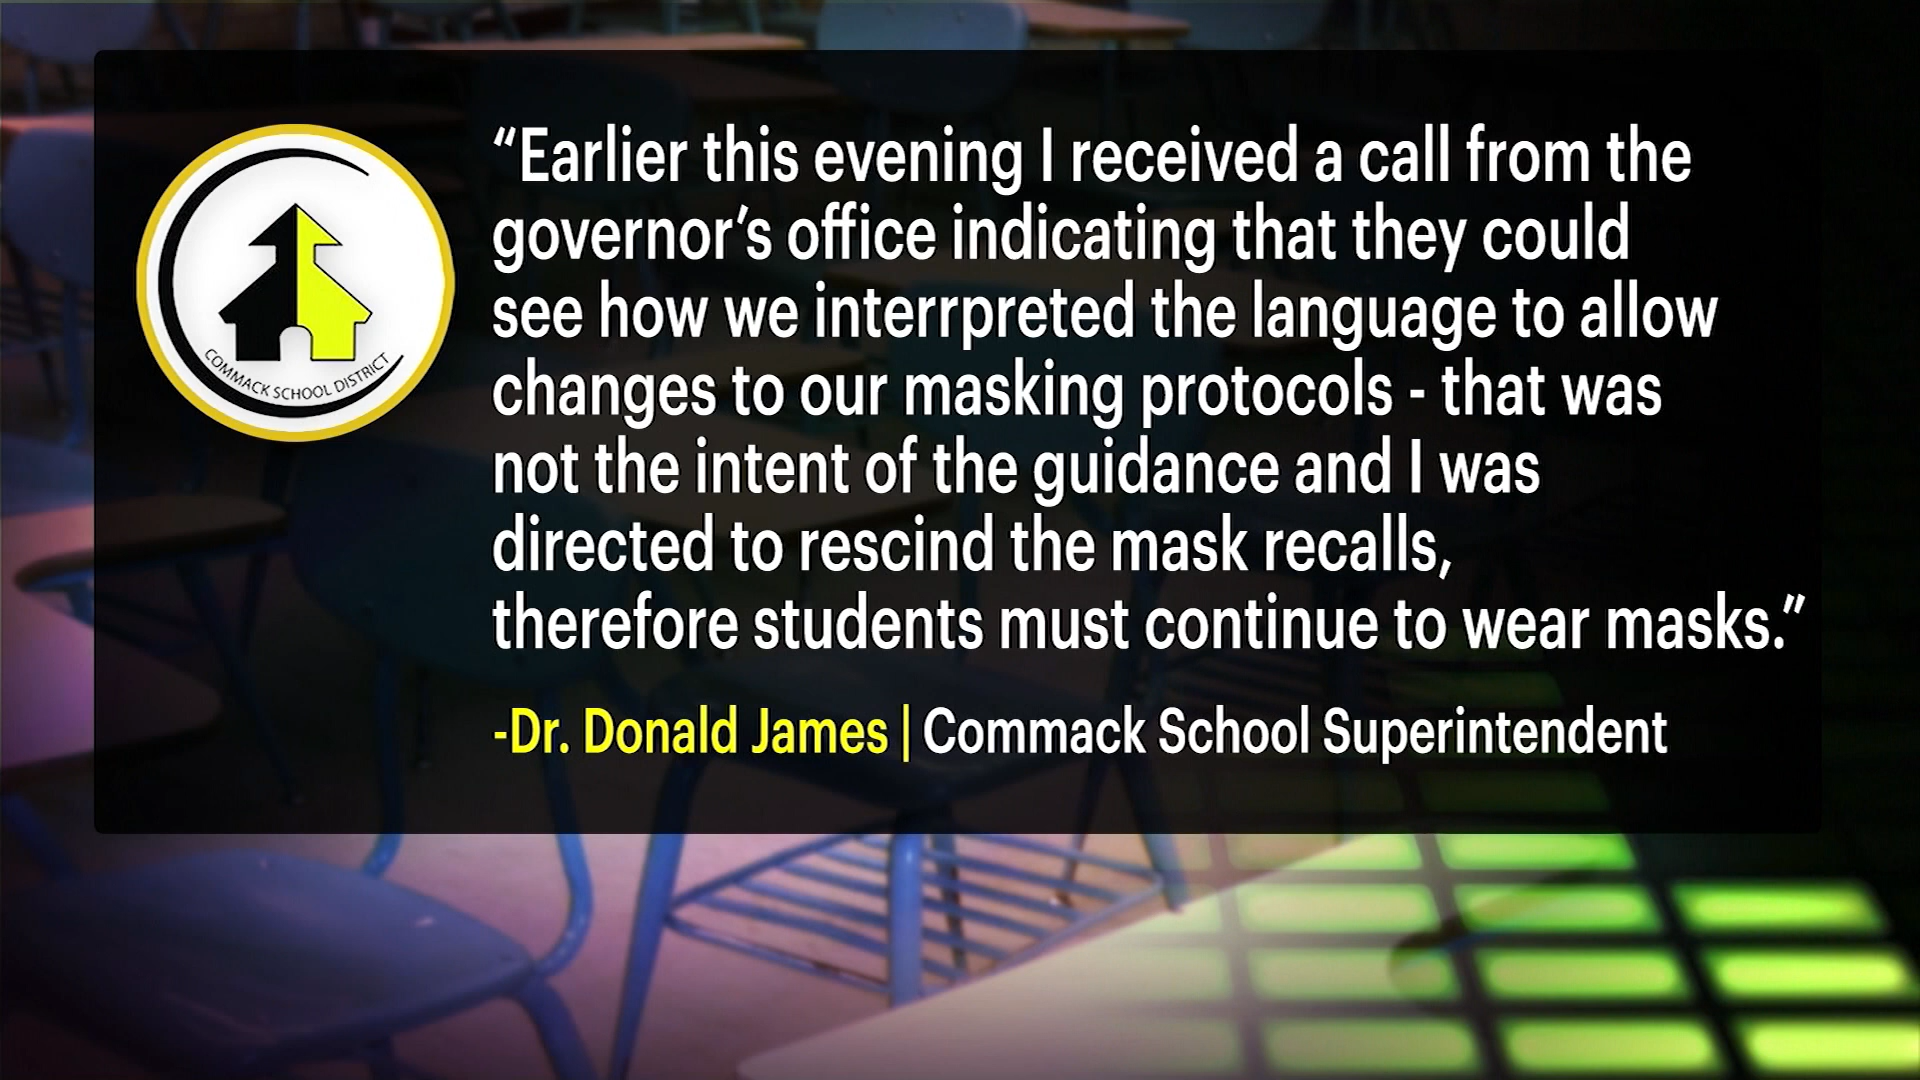 COMMACK SCHOOL DISTRICT
“Earlier this evening I received a call from the
governor’s office indicating that they could
see how we interrpreted the language to allow
changes to our masking protocols - that was
not the intent of the guidance and I was
directed to rescind the mask recalls,
therefore students must continue to wear masks.”
-Dr. Donald James | Commack School Superintendent